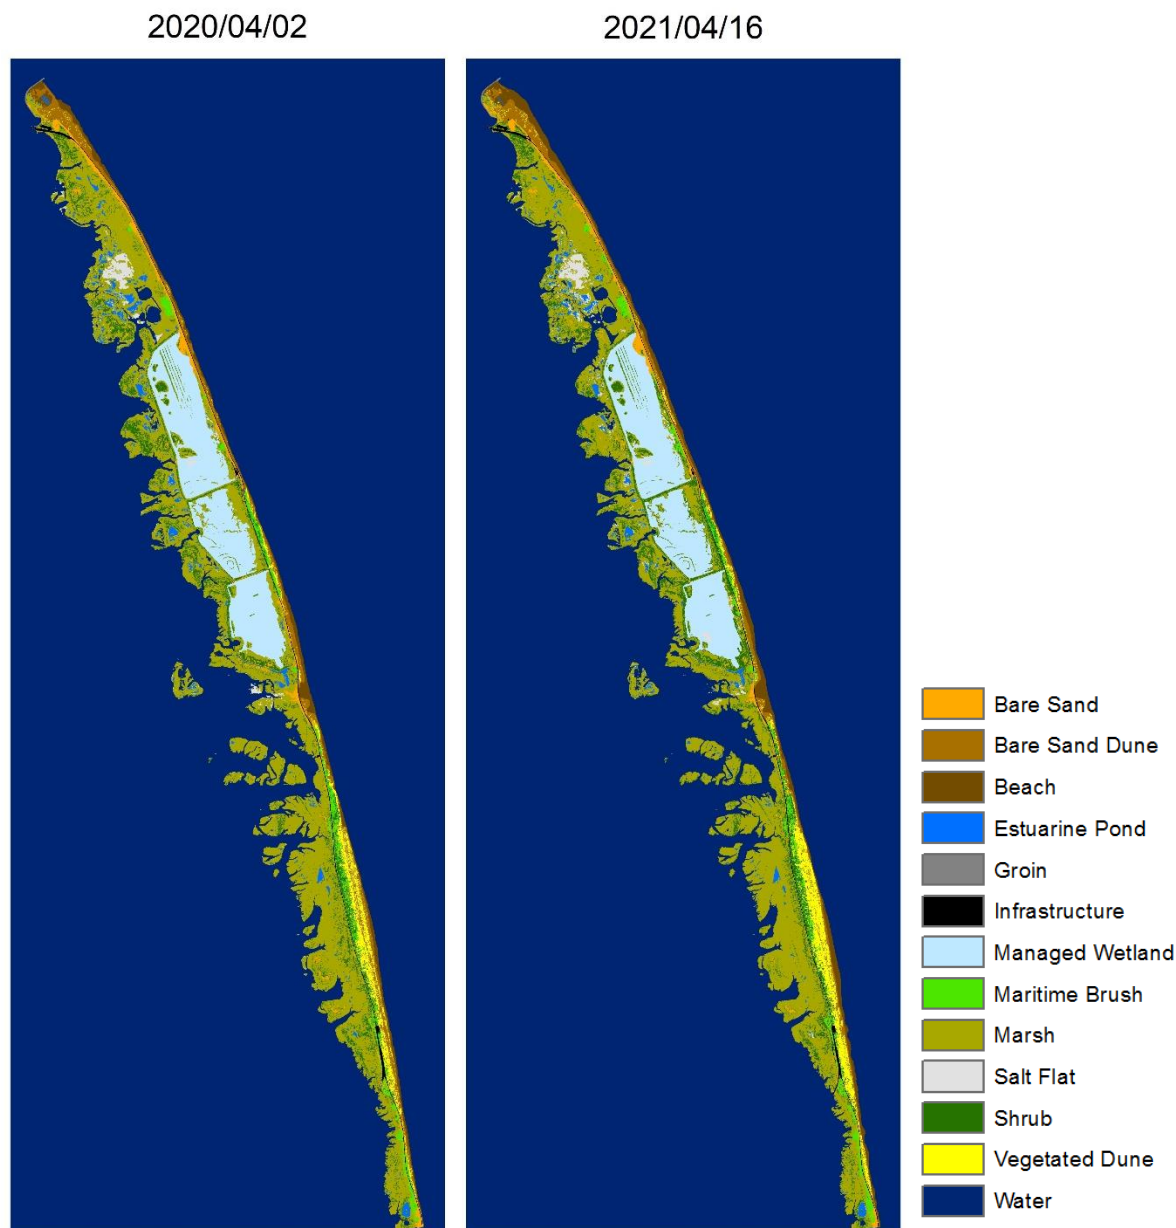 2020/04/02
2021/04/16
Bare Sand
Bare Sand Dune
Beach
Estuarine Pond
Groin
Infrastructure
Managed Wetland
Maritime Brush
Marsh
Salt Flat
Shrub
Vegetated Dune
Water